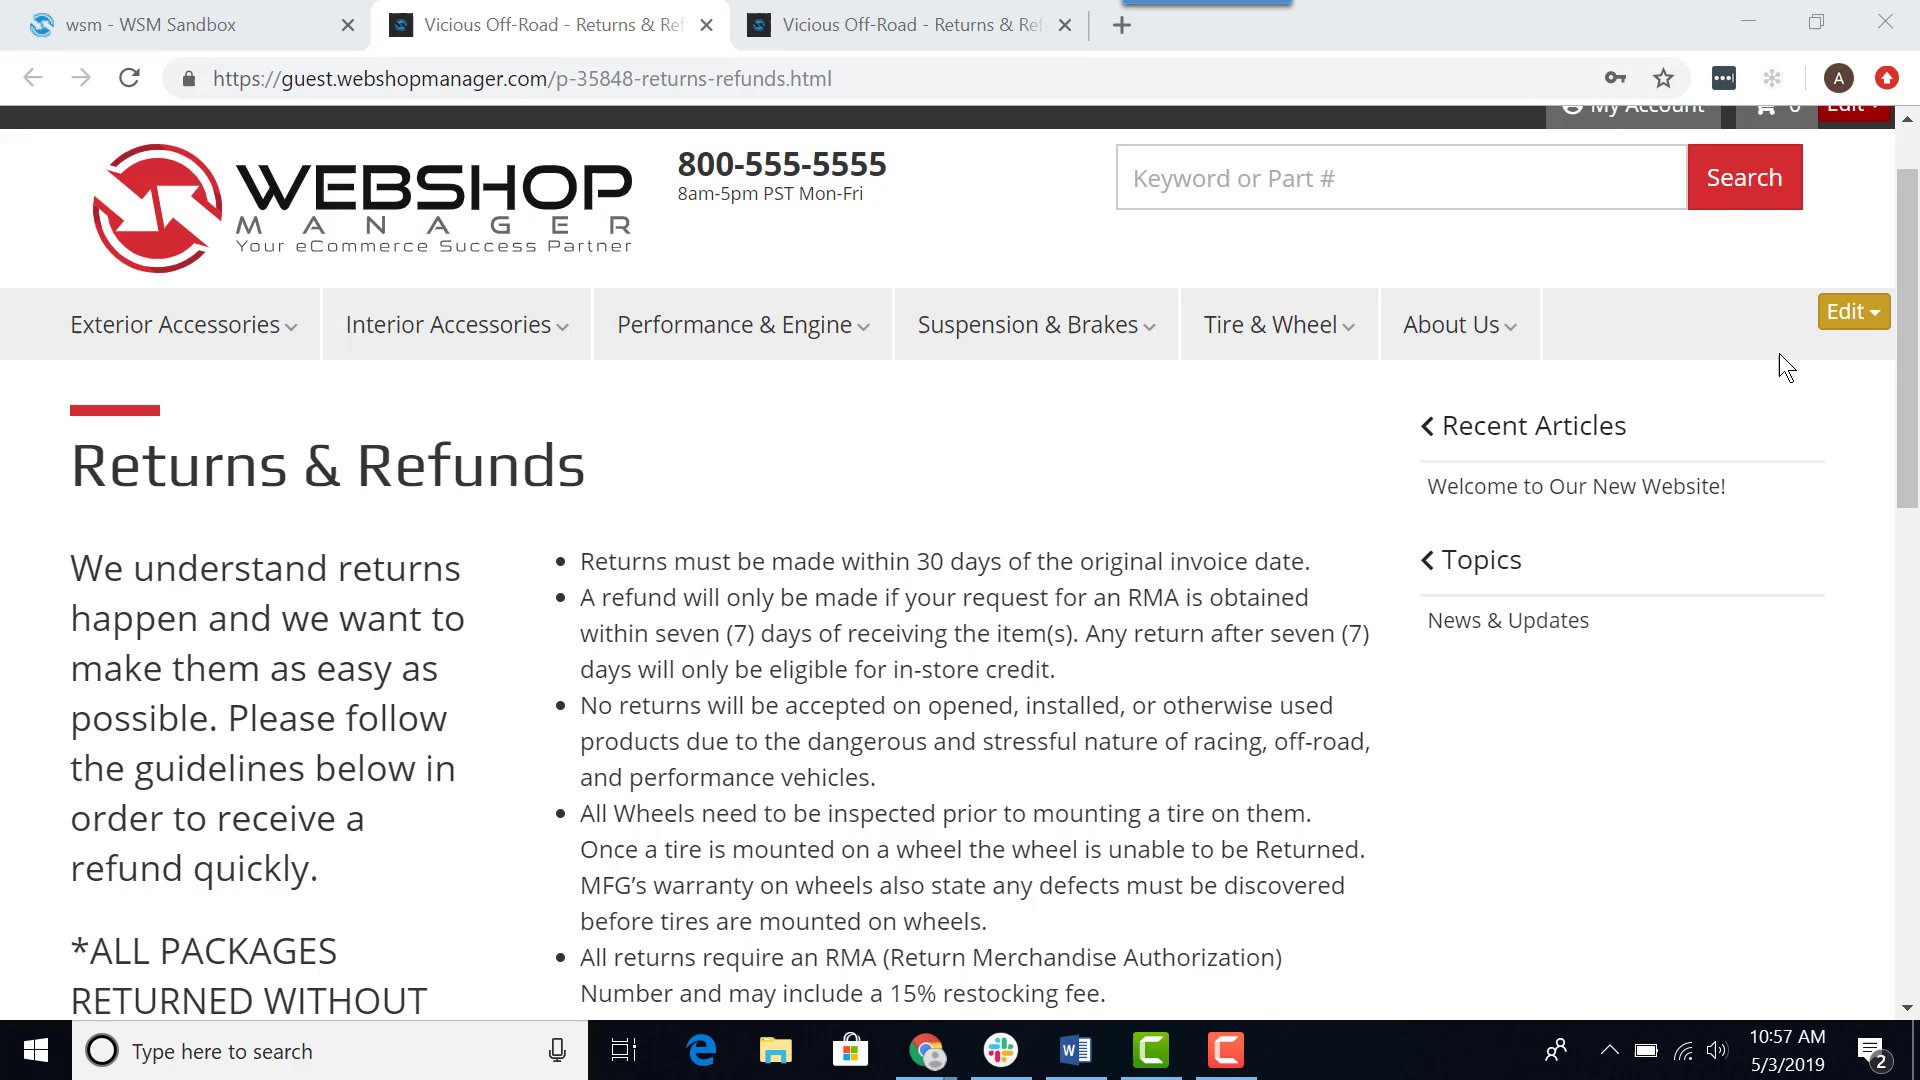 wsm - WSM Sandbox
Vicious Off-Road - Returns & Ref
Vicious Off-Road - Returns & Ref
https://guest.webshopmanager.com/p-35848-returns-refunds.html
A
My Account
0
Edit
WEBSHOP
MANAGER
Your eCommerce Success Partner
800-555-5555
8am-5pm PST Mon-Fri
Keyword or Part #
Search
Exterior Accessories
Interior Accessories
Performance & Engine
Suspension & Brakes
Tire & Wheel
About Us
Edit
Returns & Refunds
We understand returns
happen and we want to
make them as easy as
possible. Please follow
the guidelines below in
order to receive a
refund quickly.
*ALL PACKAGES
RETURNED WITHOUT
Returns must be made within 30 days of the original invoice date.
A refund will only be made if your request for an RMA is obtained
within seven (7) days of receiving the item(s). Any return after seven (7)
days will only be eligible for in-store credit.
No returns will be accepted on opened, installed, or otherwise used
products due to the dangerous and stressful nature of racing, off-road,
and performance vehicles.
All Wheels need to be inspected prior to mounting a tire on them.
Once a tire is mounted on a wheel the wheel is unable to be Returned.
MFG’s warranty on wheels also state any defects must be discovered
before tires are mounted on wheels.
All returns require an RMA (Return Merchandise Authorization)
Number and may include a 15% restocking fee.
Recent Articles
Welcome to Our New Website!
Topics
News & Updates
Type here to search
10:57 AM
5/3/2019
2